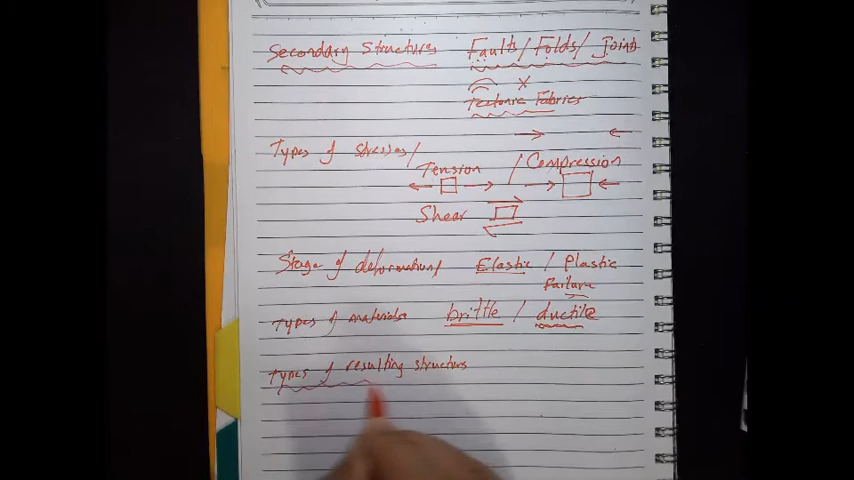 Secondary Structures Faults/Folds/Joints
Tectonic Fabrics
Types of stresses/
Tension / Compression
Shear
Stage of deformation/ Elastic / Plastic
Failure
Types of materials brittle / ductile
Types of resulting structurs